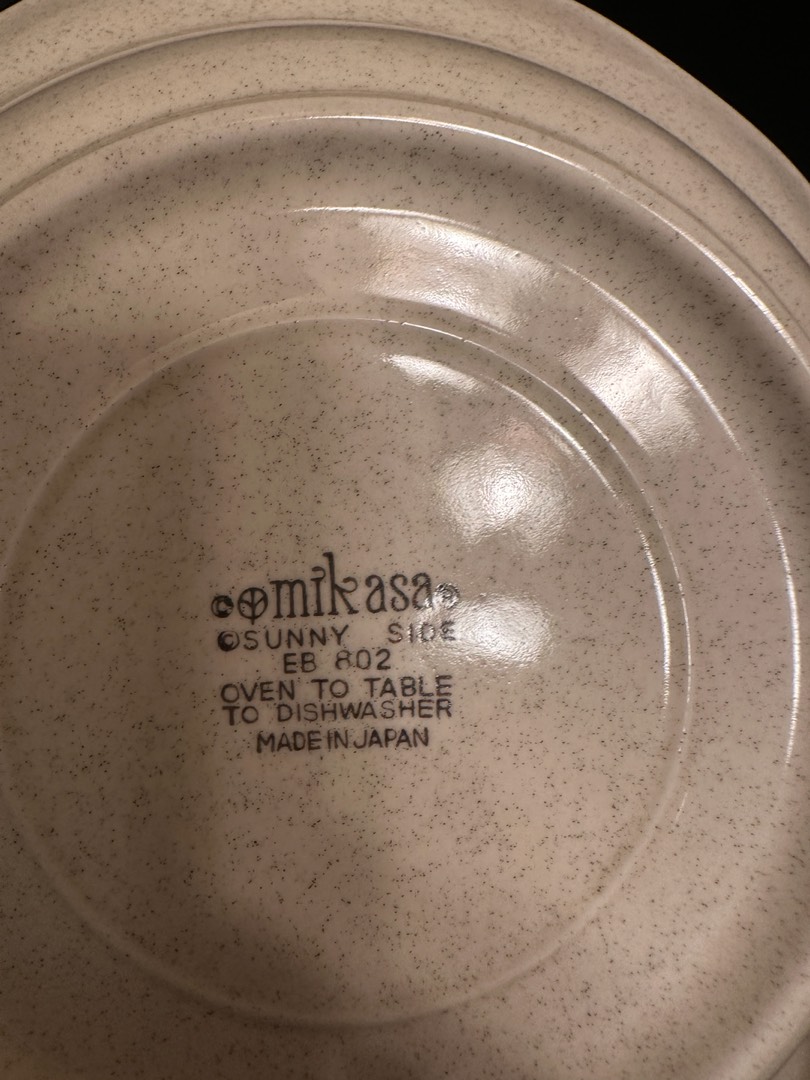 mikasa
©SUNNY SIDE
EB 802
OVEN TO TABLE
TO DISHWASHER
MADE IN JAPAN